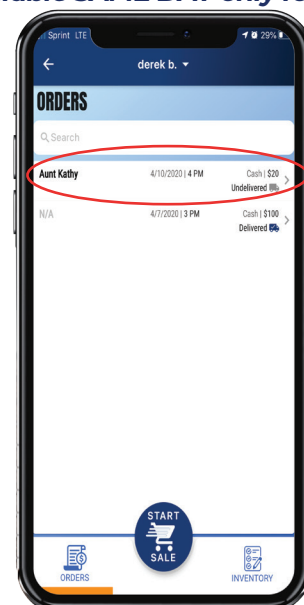 Sprint LTE 29%
derek b.
ORDERS
Search
Aunt Kathy 4/10/2020 | 4 PM Cash | $20
Undelivered
N/A 4/7/2020 | 3 PM Cash | $100
Delivered
START
SALE
ORDERS INVENTORY